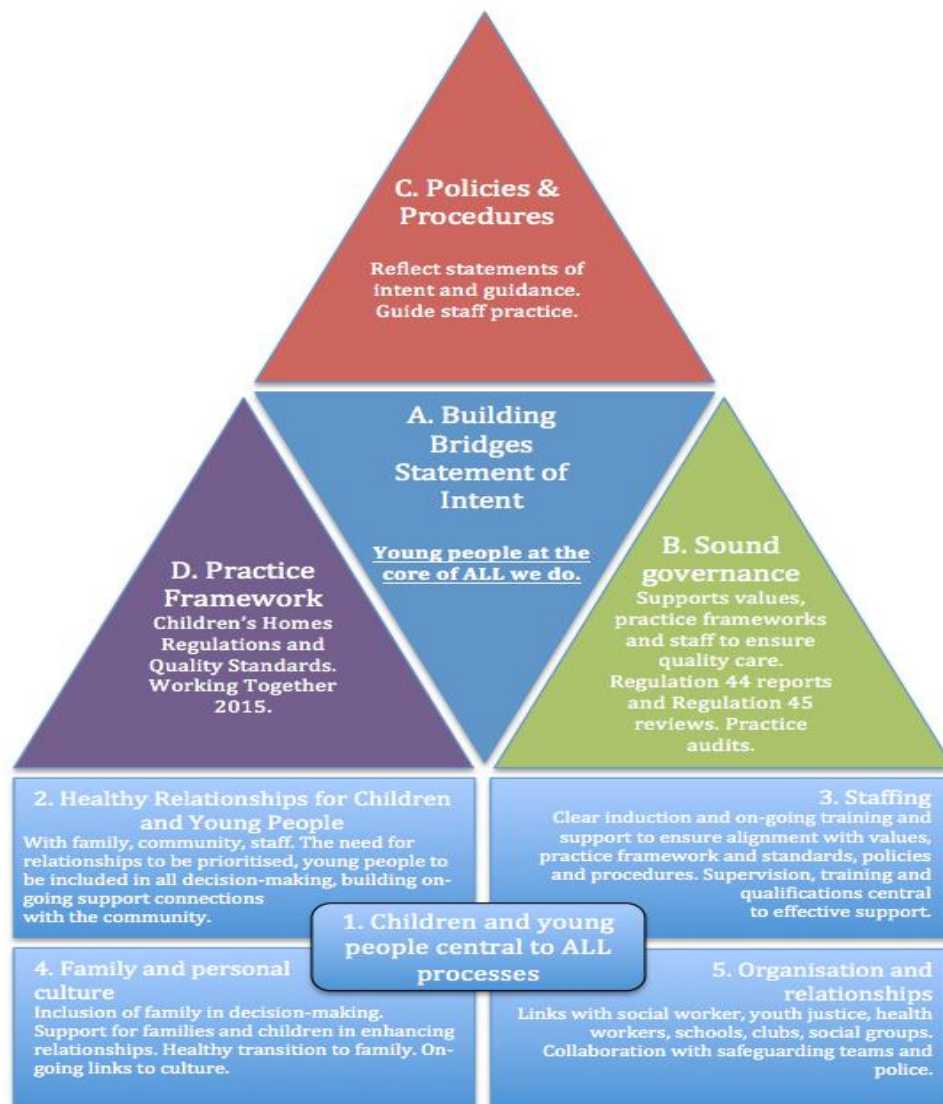 C. Policies &
Procedures
Reflect statements of
intent and guidance.
Guide staff practice.
A. Building
Bridges
Statement of
Intent
Young people at the
core of ALL we do.
D. Practice
Framework
Children's Homes
Regulations and
Quality Standards.
Working Together
2015.
B. Sound
governance
Supports values,
practice frameworks
and staff to ensure
quality care.
Regulation 44 reports
and Regulation 45
reviews. Practice
audits.
2. Healthy Relationships for Children
and Young People
With family, community, staff. The need for
relationships to be prioritised, young people to
be included in all decision-making, building on-
going support connections
with the community.
3. Staffing
Clear induction and on-going training and
support to ensure alignment with values,
practice framework and standards, policies
and procedures. Supervision, training and
qualifications central
to effective support.
1. Children and young
people central to ALL
processes
4. Family and personal
culture
Inclusion of family in decision-making.
Support for families and children in enhancing
relationships. Healthy transition to family. On-
going links to culture.
5. Organisation and
relationships
Links with social worker, youth justice, health
workers, schools, clubs, social groups.
Collaboration with safeguarding teams and
police.